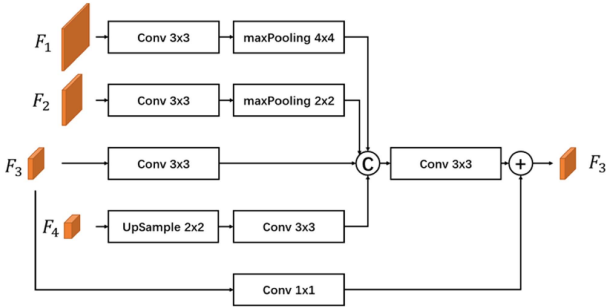 F₁ Conv 3x3 maxPooling 4x4
F₂ Conv 3x3 maxPooling 2x2
F₃ Conv 3x3 C Conv 3x3 + F₃
F₄ UpSample 2x2 Conv 3x3
Conv 1x1